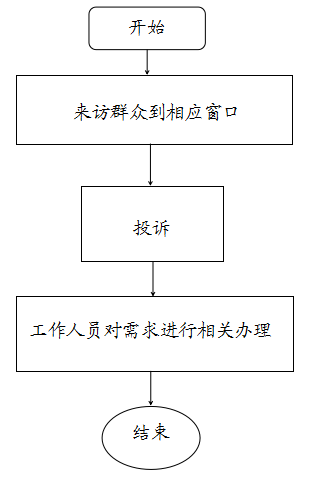 开始
来访群众到相应窗口
投诉
工作人员对需求进行相关办理
结束